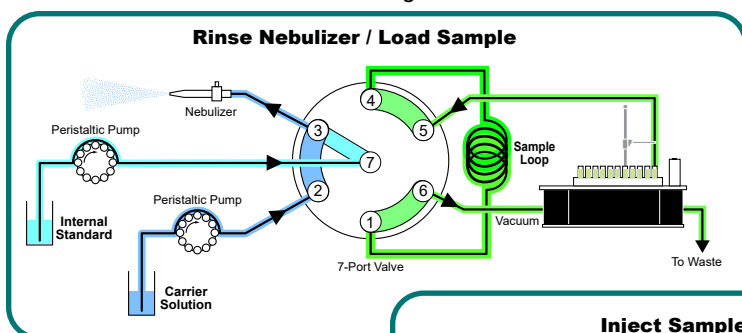 Rinse Nebulizer / Load Sample
Nebulizer
Peristaltic Pump
Internal
Standard
Peristaltic Pump
Carrier
Solution
4
3
5
7
2
6
1
7-Port Valve
Sample
Loop
Vacuum
To Waste
Inject Sample